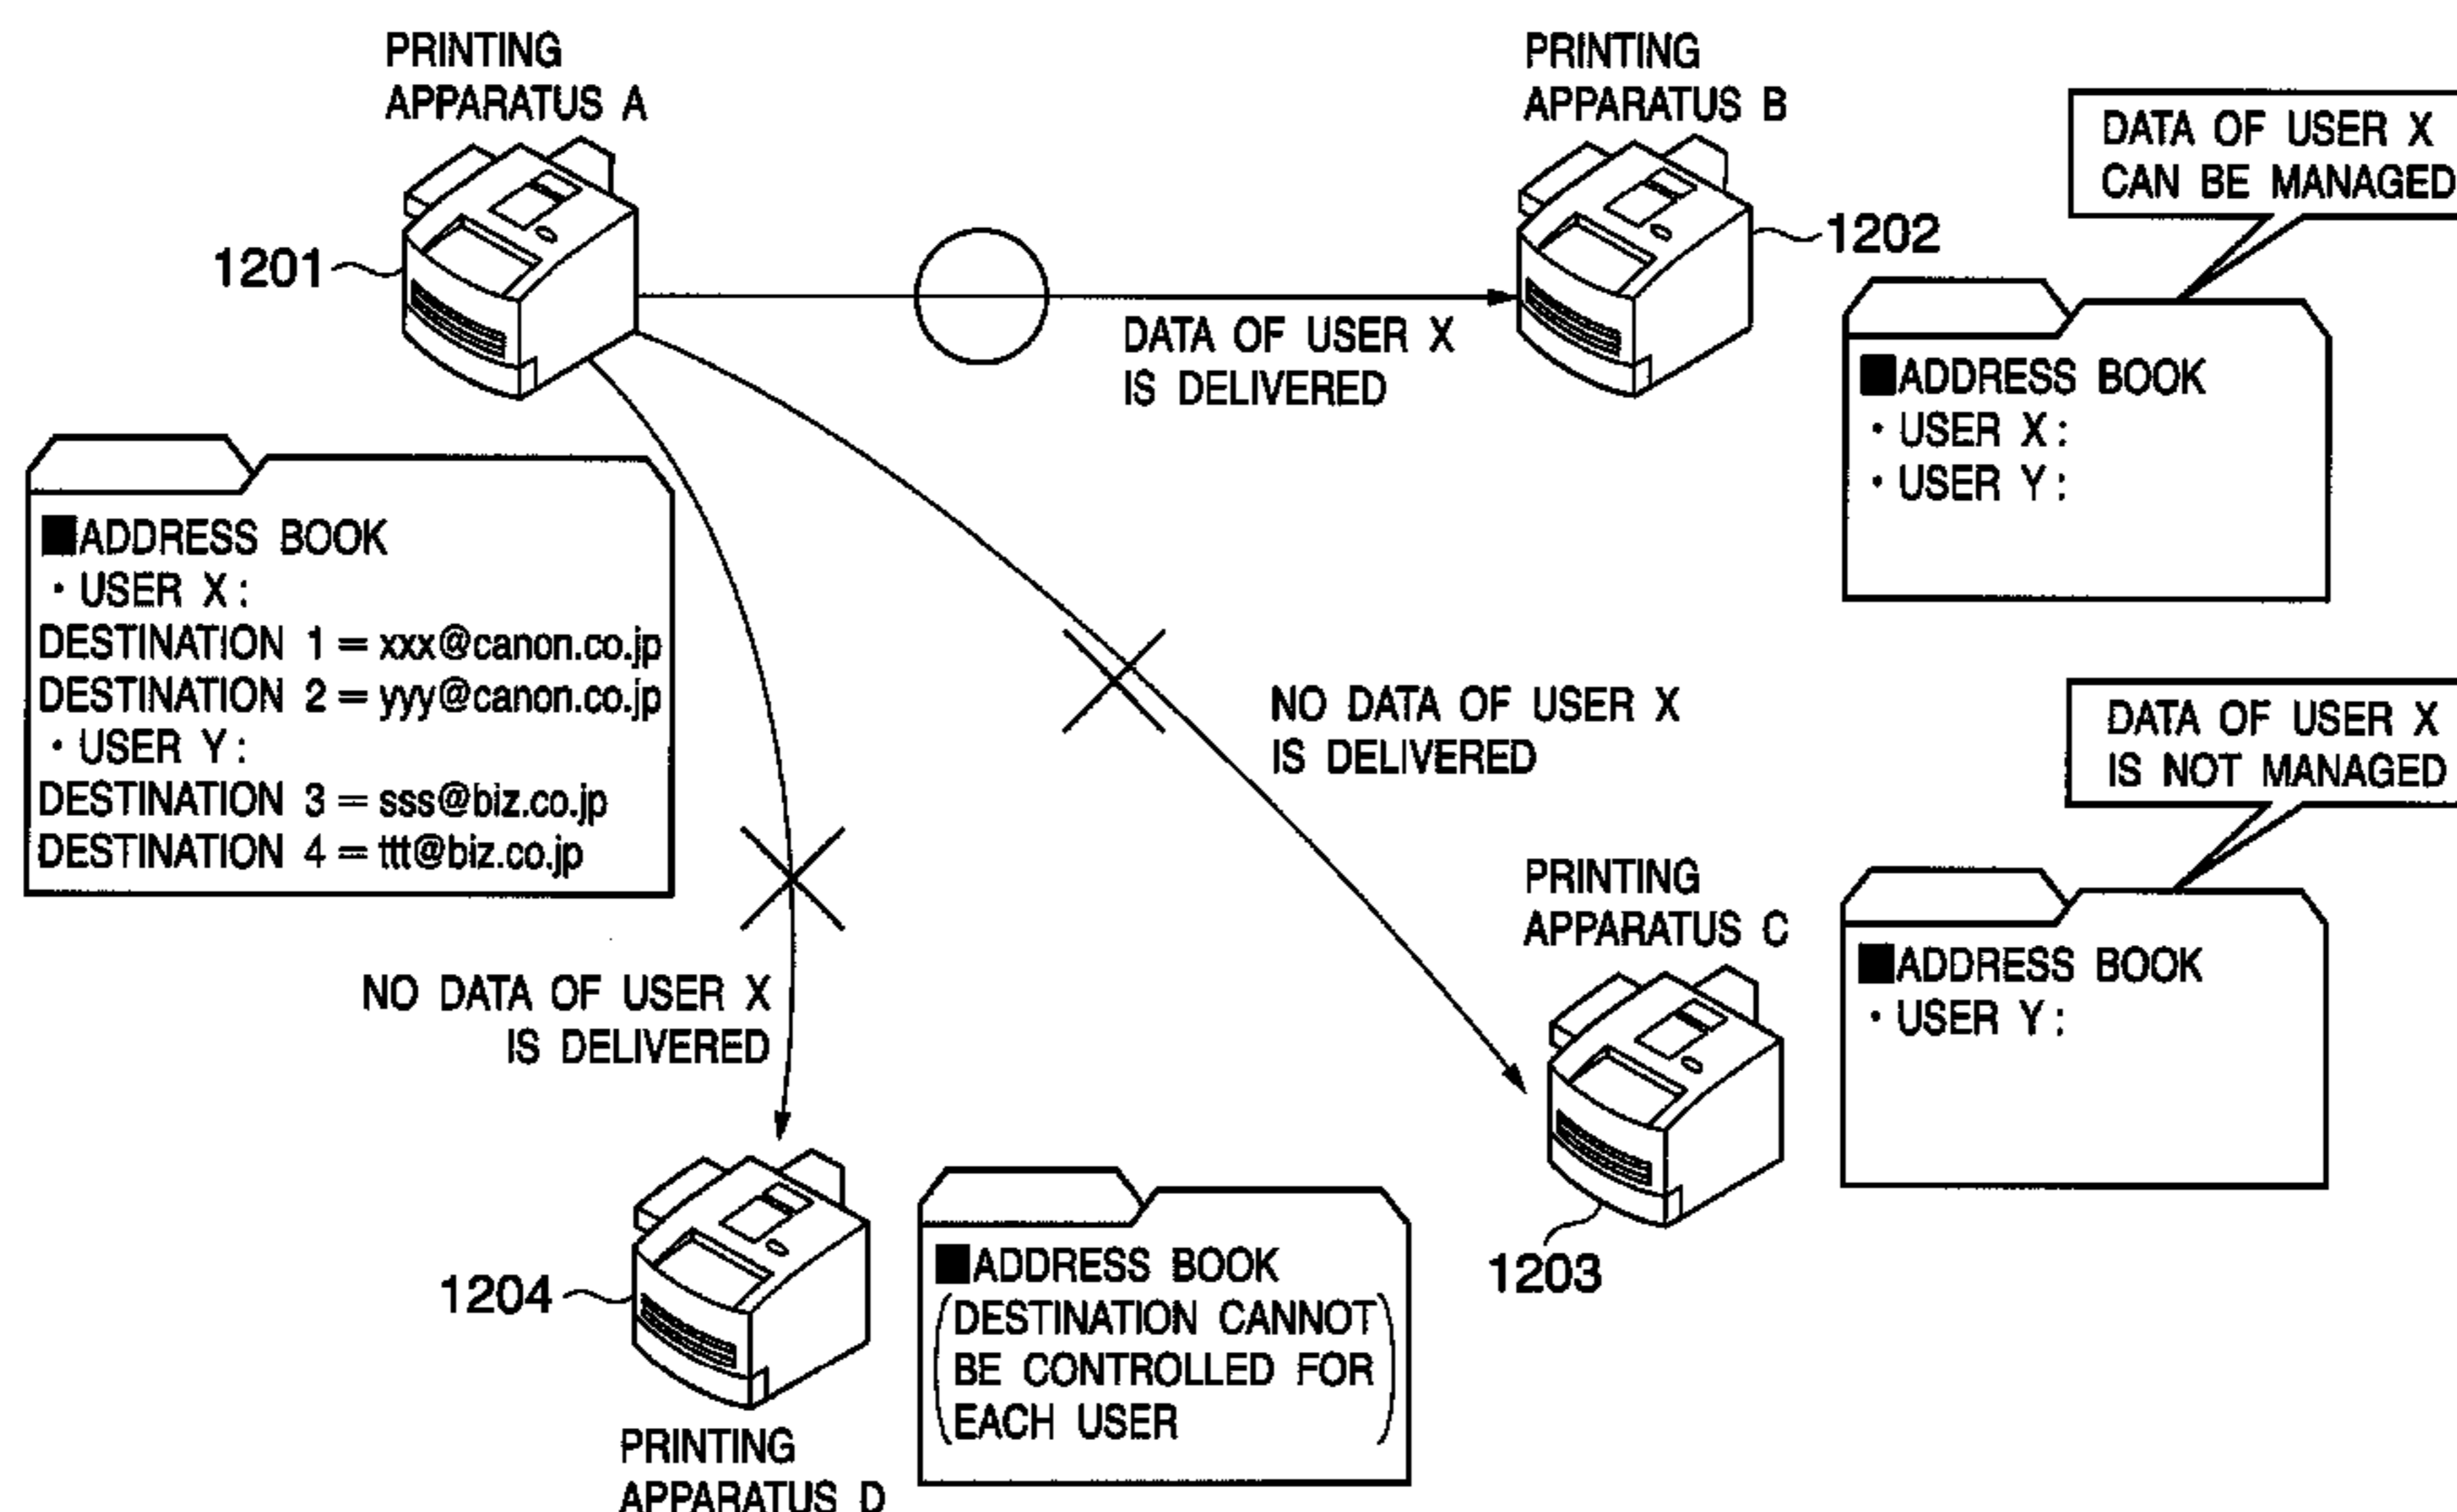 PRINTING
APPARATUS A
1201
PRINTING
APPARATUS B
1202
DATA OF USER X
CAN BE MANAGED
DATA OF USER X
IS DELIVERED
■ADDRESS BOOK
・USER X:
・USER Y:
■ADDRESS BOOK
・USER X:
DESTINATION 1 = xxx@canon.co.jp
DESTINATION 2 = yyy@canon.co.jp
・USER Y:
DESTINATION 3 = sss@biz.co.jp
DESTINATION 4 = ttt@biz.co.jp
NO DATA OF USER X
IS DELIVERED
DATA OF USER X
IS NOT MANAGED
PRINTING
APPARATUS C
1203
■ADDRESS BOOK
・USER Y:
NO DATA OF USER X
IS DELIVERED
1204
PRINTING
APPARATUS D
■ADDRESS BOOK
(DESTINATION CANNOT
BE CONTROLLED FOR
EACH USER)